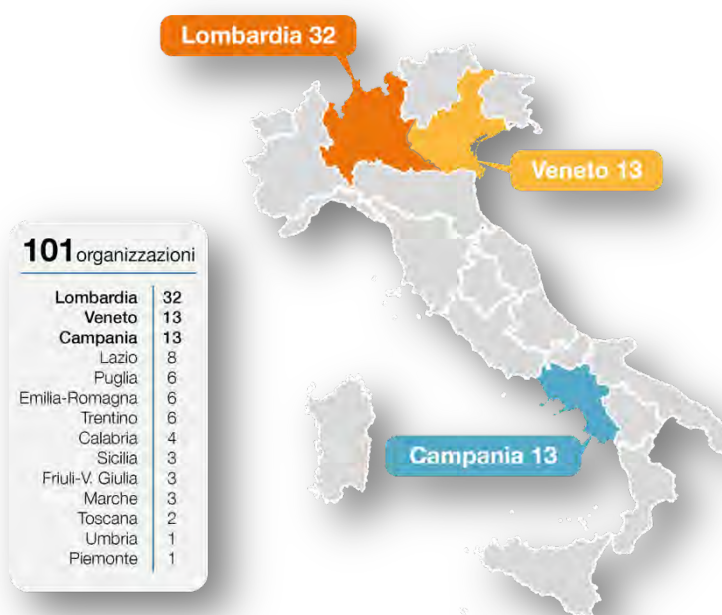 Lombardia 32
Veneto 13
101 organizzazioni
Lombardia 32
Veneto 13
Campania 13
Lazio 8
Puglia 6
Emilia-Romagna 6
Trentino 6
Calabria 4
Sicilia 3
Friuli-V. Giulia 3
Marche 3
Toscana 2
Umbria 1
Piemonte 1
Campania 13